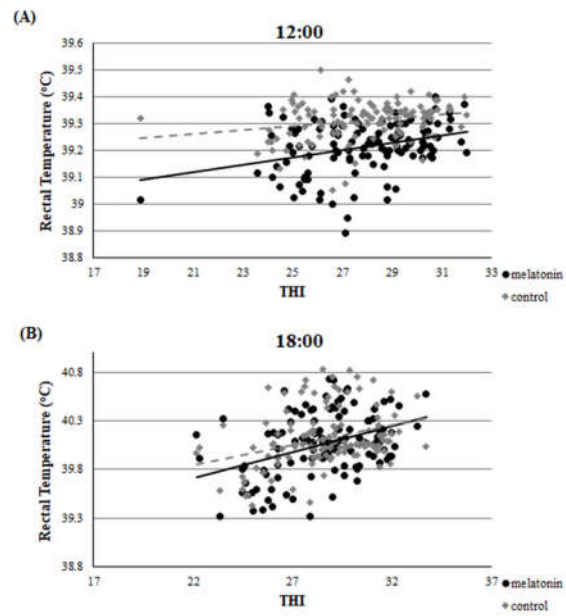 (A)
12:00
39.6
39.5
39.4
39.3
39.2
39.1
39
38.9
38.8
Rectal Temperature (°C)
17 19 21 23 25 27 29 31 33
THI
melatonin
control
(B)
18:00
40.8
40.3
39.8
39.3
38.8
Rectal Temperature (°C)
17 22 27 32 37
THI
melatonin
control